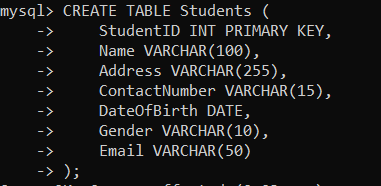 mysql> CREATE TABLE Students (
    ->     StudentID INT PRIMARY KEY,
    ->     Name VARCHAR(100),
    ->     Address VARCHAR(255),
    ->     ContactNumber VARCHAR(15),
    ->     DateOfBirth DATE,
    ->     Gender VARCHAR(10),
    ->     Email VARCHAR(50)
    -> );